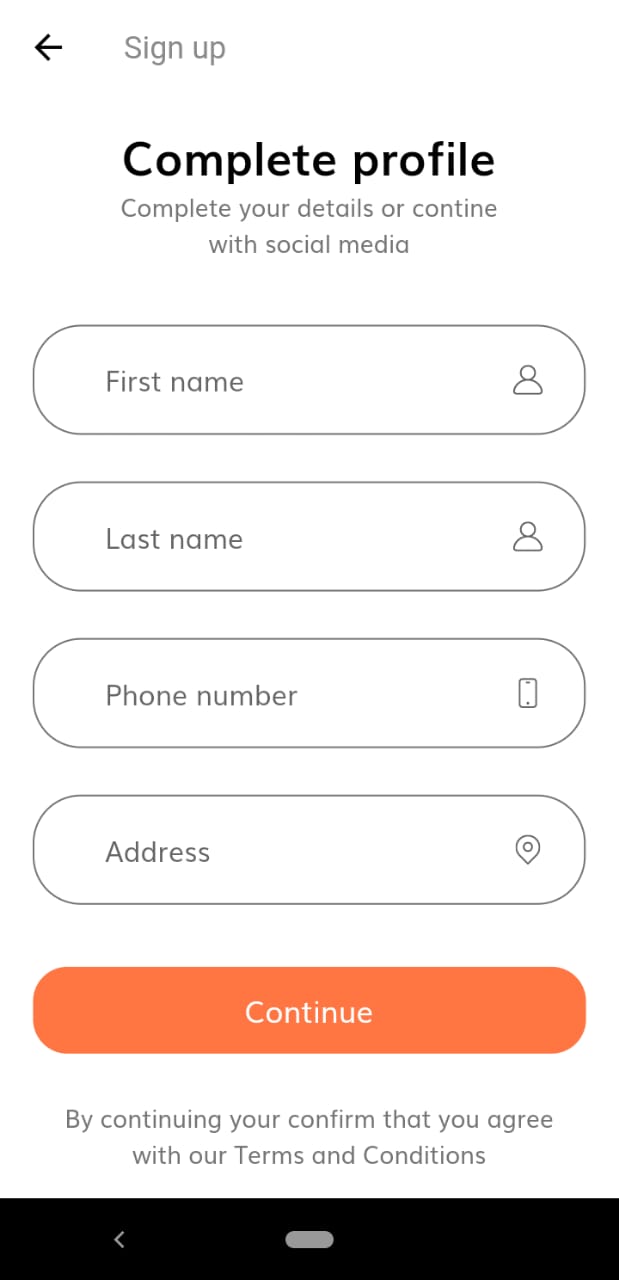 Sign up
Complete profile
Complete your details or contine
with social media
First name
Last name
Phone number
Address
Continue
By continuing your confirm that you agree
with our Terms and Conditions